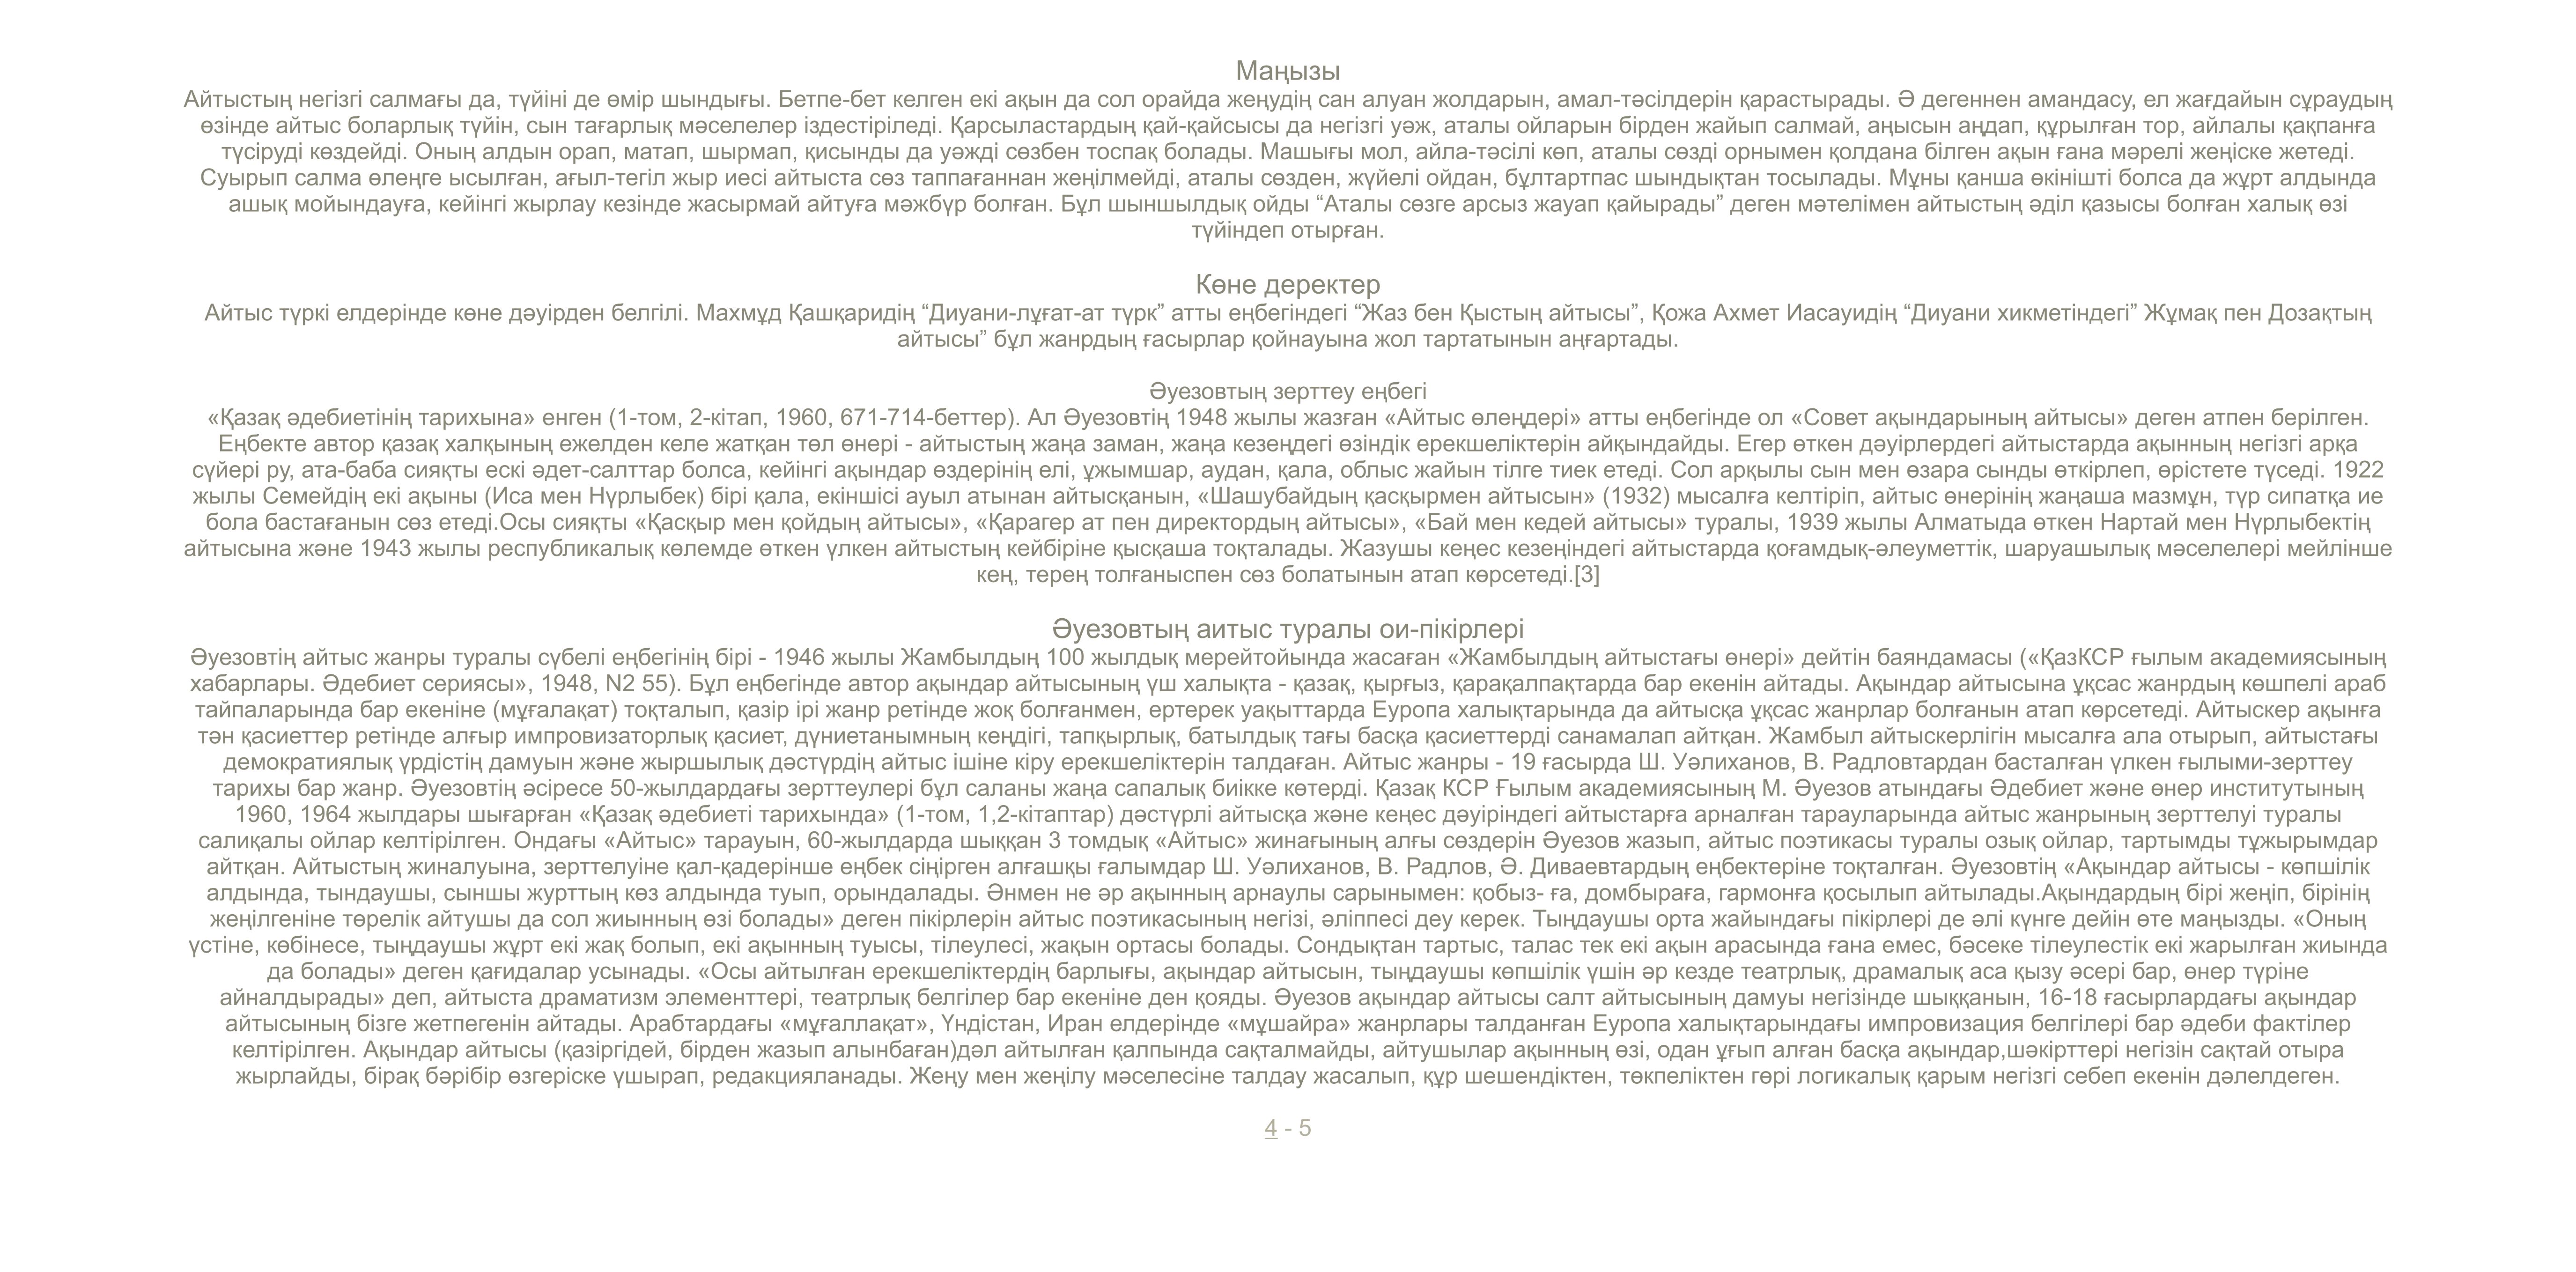 Маңызы
Айтыстың негізгі салмағы да, түйіні де өмір шындығы. Бетпе-бет келген екі ақын да сол орайда жеңудің сан алуан жолдарын, амал-тәсілдерін қарастырады. Ә дегеннен амандасу, ел жағдайын сұраудың
өзінде айтыс боларлық түйін, сын тағарлық мәселелер іздестіріледі. Қарсыластардың қай-қайсысы да негізгі уәж, аталы ойларын бірден жайып салмай, аңысын аңдап, құрылған тор, айлалы қақпанға
түсіруді көздейді. Оның алдын орап, матап, шырмап, қисынды да уәжді сөзбен тоспақ болады. Машығы мол, айла-тәсілі көп, аталы сөзді орнымен қолдана білген ақын ғана мәрелі жеңіске жетеді.
Суырып салма өлеңге ысылған, ағыл-тегіл жыр иесі айтыста сөз таппағаннан жеңілмейді, аталы сөзден, жүйелі ойдан, бұлтартпас шындықтан тосылады. Мұны қанша өкінішті болса да жұрт алдында
ашық мойындауға, кейінгі жырлау кезінде жасырмай айтуға мәжбүр болған. Бұл шыншылдық ойды “Аталы сөзге арсыз жауап қайырады” деген мәтелімен айтыстың әділ қазысы болған халық өзі
түйіндеп отырған.
Көне деректер
Айтыс түркі елдерінде көне дәуірден белгілі. Махмұд Қашқаридің “Диуани-лұғат-ат түрк” атты еңбегіндегі “Жаз бен Қыстың айтысы”, Қожа Ахмет Иасауидің “Диуани хикметіндегі” Жұмақ пен Дозақтың
айтысы” бұл жанрдың ғасырлар қойнауына жол тартатынын аңғартады.
Әуезовтың зерттеу еңбегі
«Қазақ әдебиетінің тарихына» енген (1-том, 2-кітап, 1960, 671-714-беттер). Ал Әуезовтің 1948 жылы жазған «Айтыс өлеңдері» атты еңбегінде ол «Совет ақындарының айтысы» деген атпен берілген.
Еңбекте автор қазақ халқының ежелден келе жатқан төл өнері - айтыстың жаңа заман, жаңа кезеңдегі өзіндік ерекшеліктерін айқындайды. Егер өткен дәуірлердегі айтыстарда ақынның негізгі арқа
сүйері ру, ата-баба сияқты ескі әдет-салттар болса, кейінгі ақындар өздерінің елі, ұжымшар, аудан, қала, облыс жайын тілге тиек етеді. Сол арқылы сын мен өзара сынды өткірлеп, өрістете түседі. 1922
жылы Семейдің екі ақыны (Иса мен Нұрлыбек) бірі қала, екіншісі ауыл атынан айтысқанын, «Шашубайдың қасқырмен айтысын» (1932) мысалға келтіріп, айтыс өнерінің жаңаша мазмұн, түр сипатқа ие
бола бастағанын сөз етеді.Осы сияқты «Қасқыр мен қойдың айтысы», «Қарагер ат пен директордың айтысы», «Бай мен кедей айтысы» туралы, 1939 жылы Алматыда өткен Нартай мен Нұрлыбектің
айтысына және 1943 жылы республикалық көлемде өткен үлкен айтыстың кейбіріне қысқаша тоқталады. Жазушы кеңес кезеңіндегі айтыстарда қоғамдық-әлеуметтік, шаруашылық мәселелері мейлінше
кең, терең толғаныспен сөз болатынын атап көрсетеді.[3]
Әуезовтың аитыс туралы ои-пікірлері
Әуезовтің айтыс жанры туралы сүбелі еңбегінің бірі - 1946 жылы Жамбылдың 100 жылдық мерейтойында жасаған «Жамбылдың айтыстағы өнері» дейтін баяндамасы («ҚазКСР ғылым академиясының
хабарлары. Әдебиет сериясы», 1948, N2 55). Бұл еңбегінде автор ақындар айтысының үш халықта - қазақ, қырғыз, қарақалпақтарда бар екенін айтады. Ақындар айтысына ұқсас жанрдың көшпелі араб
тайпаларында бар екеніне (мұғалақат) тоқталып, қазір ірі жанр ретінде жоқ болғанмен, ертерек уақыттарда Еуропа халықтарында да айтысқа ұқсас жанрлар болғанын атап көрсетеді. Айтыскер ақынға
тән қасиеттер ретінде алғыр импровизаторлық қасиет, дүниетанымның кеңдігі, тапқырлық, батылдық тағы басқа қасиеттерді санамалап айтқан. Жамбыл айтыскерлігін мысалға ала отырып, айтыстағы
демократиялық үрдістің дамуын және жыршылық дәстүрдің айтыс ішіне кіру ерекшеліктерін талдаған. Айтыс жанры - 19 ғасырда Ш. Уәлиханов, В. Радловтардан басталған үлкен ғылыми-зерттеу
тарихы бар жанр. Әуезовтің әсіресе 50-жылдардағы зерттеулері бұл саланы жаңа сапалық биікке көтерді. Қазақ КСР Ғылым академиясының М. Әуезов атындағы Әдебиет және өнер институтының
1960, 1964 жылдары шығарған «Қазақ әдебиеті тарихында» (1-том, 1,2-кітаптар) дәстүрлі айтысқа және кеңес дәуіріндегі айтыстарға арналған тарауларында айтыс жанрының зерттелуі туралы
салиқалы ойлар келтірілген. Ондағы «Айтыс» тарауын, 60-жылдарда шыққан 3 томдық «Айтыс» жинағының алғы сөздерін Әуезов жазып, айтыс поэтикасы туралы озық ойлар, тартымды тұжырымдар
айтқан. Айтыстың жиналуына, зерттелуіне қал-қадерінше еңбек сіңірген алғашқы ғалымдар Ш. Уәлиханов, В. Радлов, Ә. Диваевтардың еңбектеріне тоқталған. Әуезовтің «Ақындар айтысы - көпшілік
алдында, тындаушы, сыншы журттың көз алдында туып, орындалады. Әнмен не әр ақынның арнаулы сарынымен: қобыз- ға, домбыраға, гармонға қосылып айтылады.Ақындардың бірі жеңіп, бірінің
жеңілгеніне төрелік айтушы да сол жиынның өзі болады» деген пікірлерін айтыс поэтикасының негізі, әліппесі деу керек. Тыңдаушы орта жайындағы пікірлері де әлі күнге дейін өте маңызды. «Оның
үстіне, көбінесе, тыңдаушы жұрт екі жақ болып, екі ақынның туысы, тілеулесі, жақын ортасы болады. Сондықтан тартыс, талас тек екі ақын арасында ғана емес, бәсеке тілеулестік екі жарылған жиында
да болады» деген қағидалар усынады. «Осы айтылған ерекшеліктердің барлығы, ақындар айтысын, тыңдаушы көпшілік үшін әр кезде театрлық, драмалық аса қызу әсері бар, өнер түріне
айналдырады» деп, айтыста драматизм элементтері, театрлық белгілер бар екеніне ден қояды. Әуезов ақындар айтысы салт айтысының дамуы негізінде шыққанын, 16-18 ғасырлардағы ақындар
айтысының бізге жетпегенін айтады. Арабтардағы «мұғаллақат», Үндістан, Иран елдерінде «мұшайра» жанрлары талданған Еуропа халықтарындағы импровизация белгілері бар әдеби фактілер
келтірілген. Ақындар айтысы (қазіргідей, бірден жазып алынбаған)дәл айтылған қалпында сақталмайды, айтушылар ақынның өзі, одан ұғып алған басқа ақындар,шәкірттері негізін сақтай отыра
жырлайды, бірақ бәрібір өзгеріске үшырап, редакцияланады. Жеңу мен жеңілу мәселесіне талдау жасалып, құр шешендіктен, төкпеліктен гөрі логикалық қарым негізгі себеп екенін дәлелдеген.
4 - 5